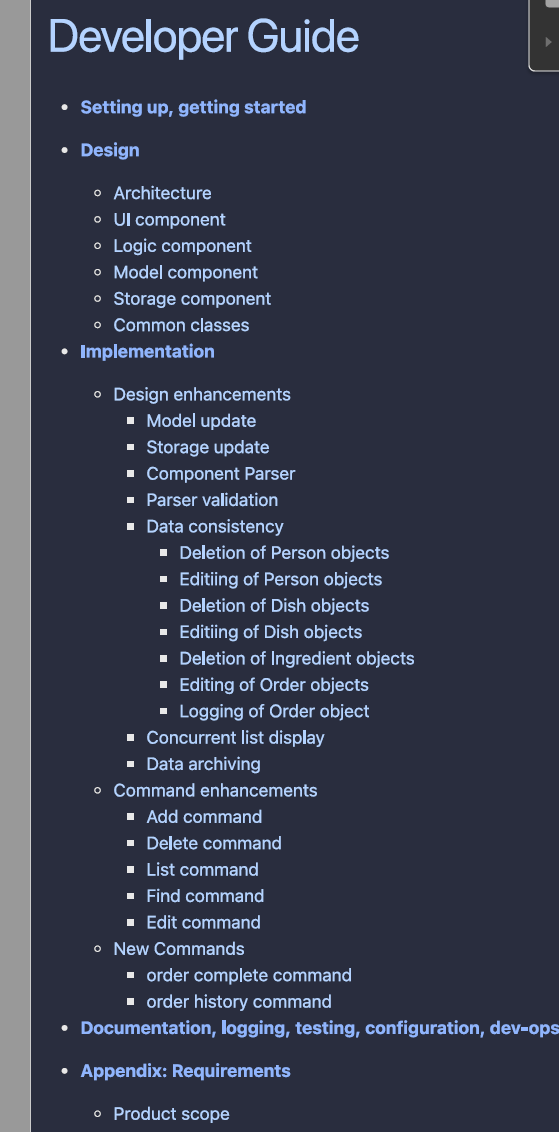 Developer Guide
Setting up, getting started
Design
Architecture
UI component
Logic component
Model component
Storage component
Common classes
Implementation
Design enhancements
Model update
Storage update
Component Parser
Parser validation
Data consistency
Deletion of Person objects
Editiing of Person objects
Deletion of Dish objects
Editiing of Dish objects
Deletion of Ingredient objects
Editing of Order objects
Logging of Order object
Concurrent list display
Data archiving
Command enhancements
Add command
Delete command
List command
Find command
Edit command
New Commands
order complete command
order history command
Documentation, logging, testing, configuration, dev-ops
Appendix: Requirements
Product scope